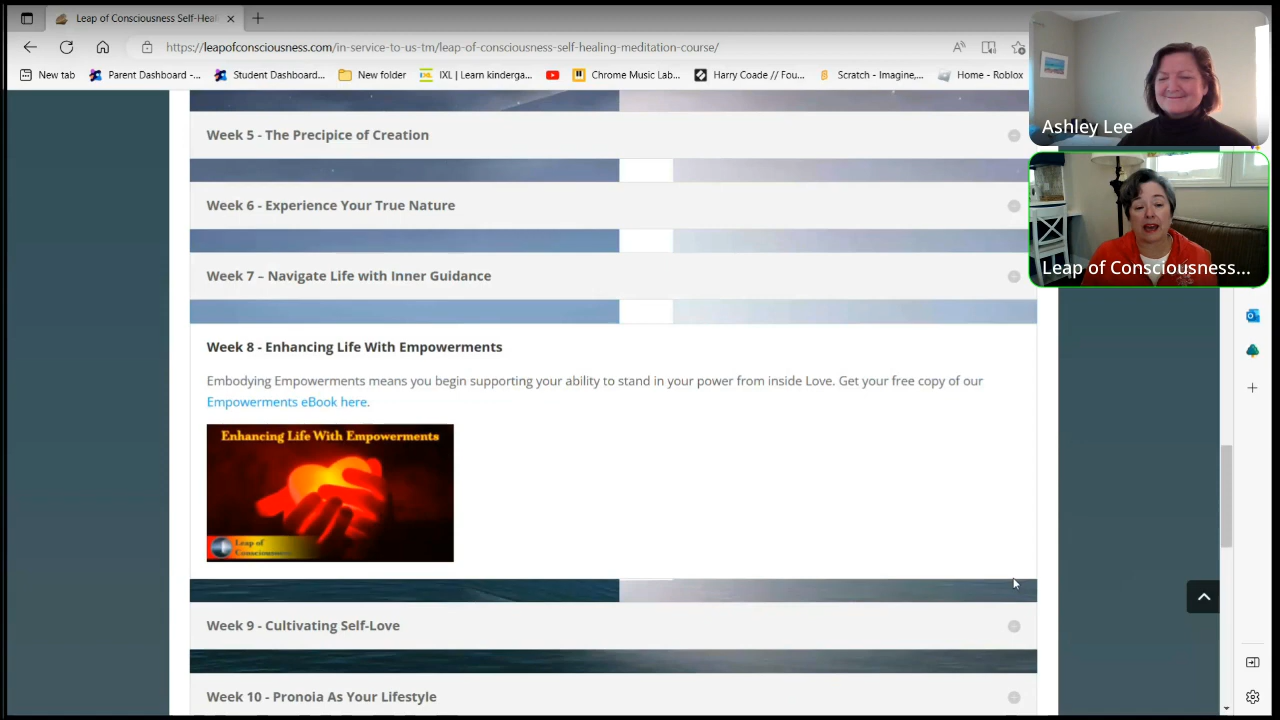 Leap of Consciousness Self-Heal
https://leapofconsciousness.com/in-service-to-us-tm/leap-of-consciousness-self-healing-meditation-course/
New tab
Parent Dashboard -...
Student Dashboard...
New folder
IXL | Learn kinderga...
Chrome Music Lab...
Harry Coade // Fou...
Scratch - Imagine,...
Home - Roblox
Ashley Lee
Leap of Consciousness...
Week 5 - The Precipice of Creation
Week 6 - Experience Your True Nature
Week 7 – Navigate Life with Inner Guidance
Week 8 - Enhancing Life With Empowerments
Embodying Empowerments means you begin supporting your ability to stand in your power from inside Love. Get your free copy of our
Empowerments eBook here.
Enhancing Life With Empowerments
Leap of
Consciousness
Week 9 - Cultivating Self-Love
Week 10 - Pronoia As Your Lifestyle